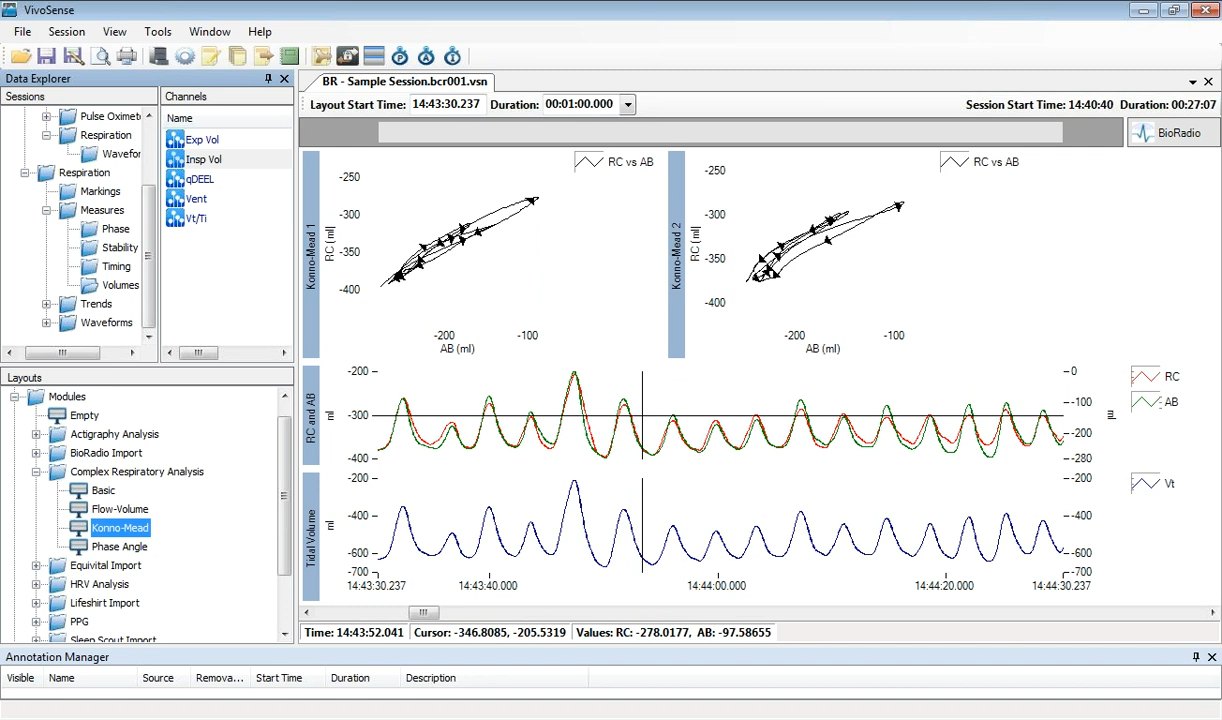 VivoSense
File Session View Tools Window Help
Data Explorer
Sessions
Pulse Oximet
Respiration
Wavefor
Respiration
Markings
Measures
Phase
Stability
Timing
Volumes
Trends
Waveforms
Channels
Name
Exp Vol
Insp Vol
qDEEL
Vent
Vt/Ti
Layouts
Modules
Empty
Actigraphy Analysis
BioRadio Import
Complex Respiratory Analysis
Basic
Flow-Volume
Konno-Mead
Phase Angle
Equivital Import
HRV Analysis
Lifeshirt Import
PPG
Sleep Scout Import
BR - Sample Session.bcr001.vsn
Layout Start Time: 14:43:30.237 Duration: 00:01:00.000 Session Start Time: 14:40:40 Duration: 00:27:07
BioRadio
Konno-Mead 1
RC (ml)
-250
-300
-350
-400
-200 -100
AB (ml)
RC vs AB
Konno-Mead 2
RC (ml)
-250
-300
-350
-400
-200 -100
AB (ml)
RC vs AB
RC and AB
ml
-200
-300
-400
-0
-100
-200
-280
ml
RC
AB
Tidal Volume
ml
-200
-400
-600
-700
-200
-400
-600
-700
Vt
14:43:30.237 14:43:40.000 14:44:00.000 14:44:20.000 14:44:30.237
Time: 14:43:52.041 Cursor: -346.8085, -205.5319 Values: RC: -278.0177, AB: -97.58655
Annotation Manager
Visible Name Source Remova... Start Time Duration Description